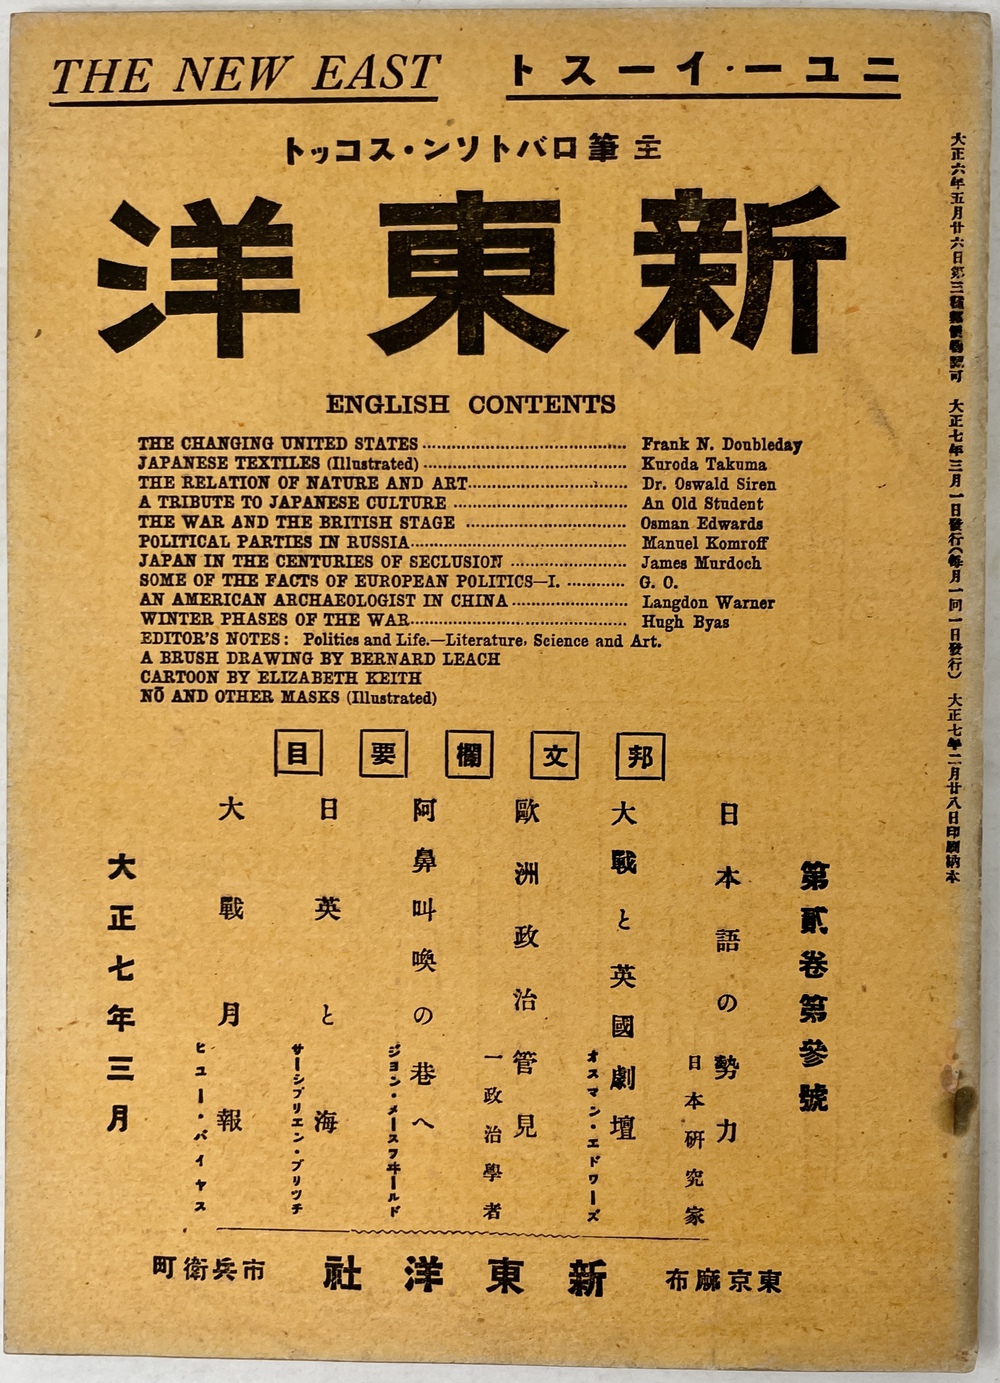 THE NEW EAST
ニユー・イースト
主筆ロバトソン・スコット
新東洋
ENGLISH CONTENTS
THE CHANGING UNITED STATES ........ Frank N. Doubleday
JAPANESE TEXTILES (Illustrated) ........ Kuroda Takuma
THE RELATION OF NATURE AND ART ........ Dr. Oswald Siren
A TRIBUTE TO JAPANESE CULTURE ........ An Old Student
THE WAR AND THE BRITISH STAGE ........ Osman Edwards
POLITICAL PARTIES IN RUSSIA ........ Manuel Komroff
JAPAN IN THE CENTURIES OF SECLUSION ........ James Murdoch
SOME OF THE FACTS OF EUROPEAN POLITICS—I. ........ G. O.
AN AMERICAN ARCHAEOLOGIST IN CHINA ........ Langdon Warner
WINTER PHASES OF THE WAR ........ Hugh Byas
EDITOR'S NOTES: Politics and Life.—Literature, Science and Art.
A BRUSH DRAWING BY BERNARD LEACH
CARTOON BY ELIZABETH KEITH
NŌ AND OTHER MASKS (Illustrated)
大正六年五月廿六日第三種郵便物認可 大正七年三月一日發行(每月一回一日發行) 大正七年二月廿八日印刷納本
邦文欄要目
第貳卷第參號
日本語の勢力
日本研究家
大戰と英國劇壇
オスマン・エドワーズ
歐洲政治管見
一政治學者
阿鼻叫喚の巷へ
ジヨン・メースフヰールド
日英と海
サーシプリエン・ブリツヂ
大戰月報
ヒユー・バイヤス
大正七年三月
東京麻布
新東洋社
市兵衛町